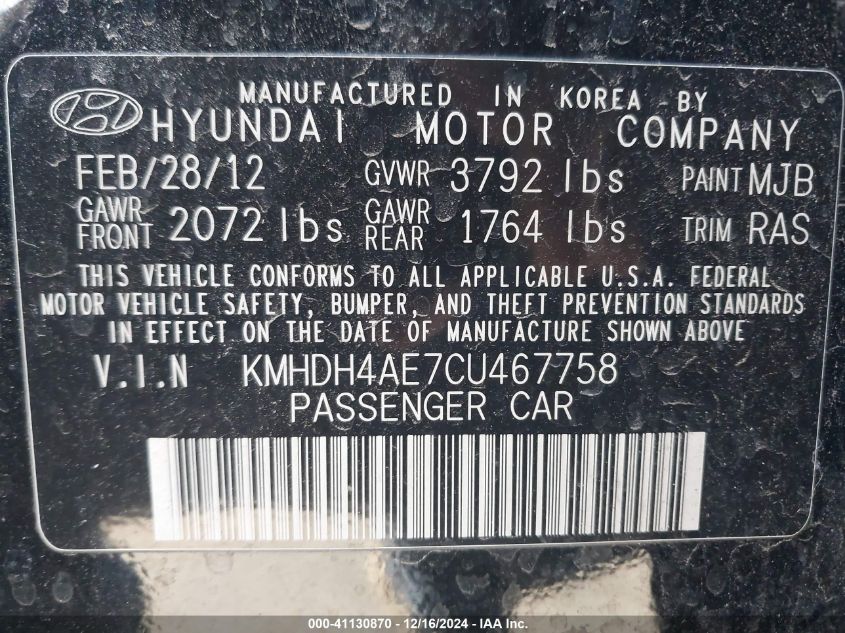 MANUFACTURED IN KOREA BY
HYUNDAI MOTOR COMPANY
FEB/28/12 GVWR 3792 lbs PAINT MJB
GAWR FRONT 2072 lbs GAWR REAR 1764 lbs TRIM RAS
THIS VEHICLE CONFORMS TO ALL APPLICABLE U.S.A. FEDERAL
MOTOR VEHICLE SAFETY, BUMPER, AND THEFT PREVENTION STANDARDS
IN EFFECT ON THE DATE OF MANUFACTURE SHOWN ABOVE
V.I.N KMHDH4AE7CU467758
PASSENGER CAR
000-41130870 - 12/16/2024 - IAA Inc.